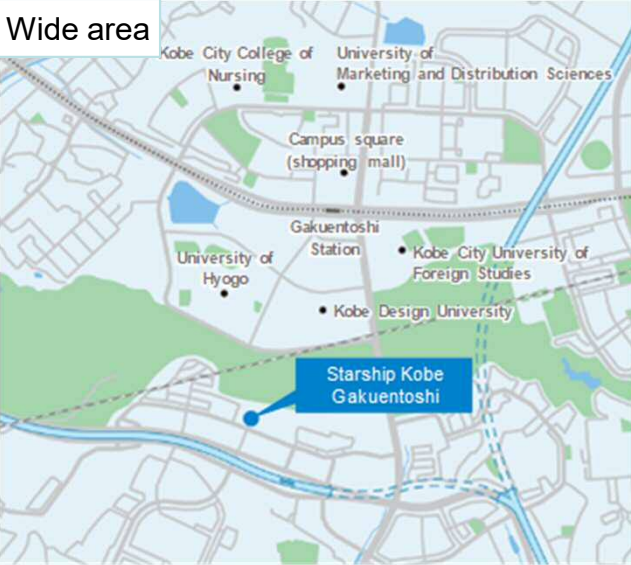 Wide area
Kobe City College of
Nursing
University of
Marketing and Distribution Sciences
Campus square
(shopping mall)
Gakuentoshi
Station
University of
Hyogo
Kobe City University of
Foreign Studies
Kobe Design University
Starship Kobe
Gakuentoshi